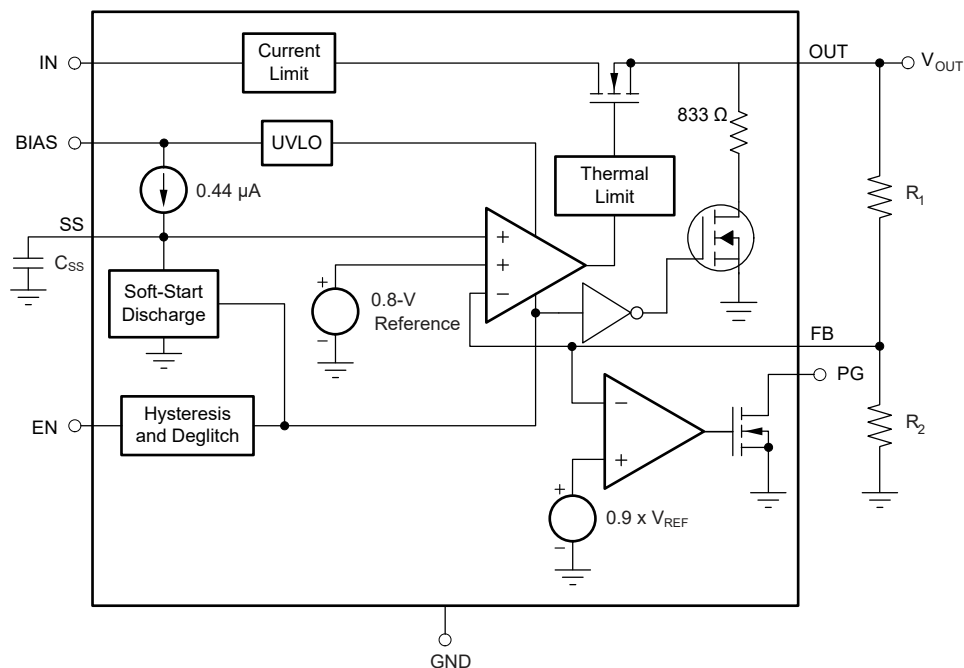 IN
Current
Limit
OUT
V_OUT
833 Ω
BIAS
UVLO
0.44 µA
Thermal
Limit
R_1
SS
C_SS
+
+
−
Soft-Start
Discharge
+
0.8-V
Reference
−
FB
PG
EN
Hysteresis
and Deglitch
−
+
R_2
+
0.9 x V_REF
−
GND